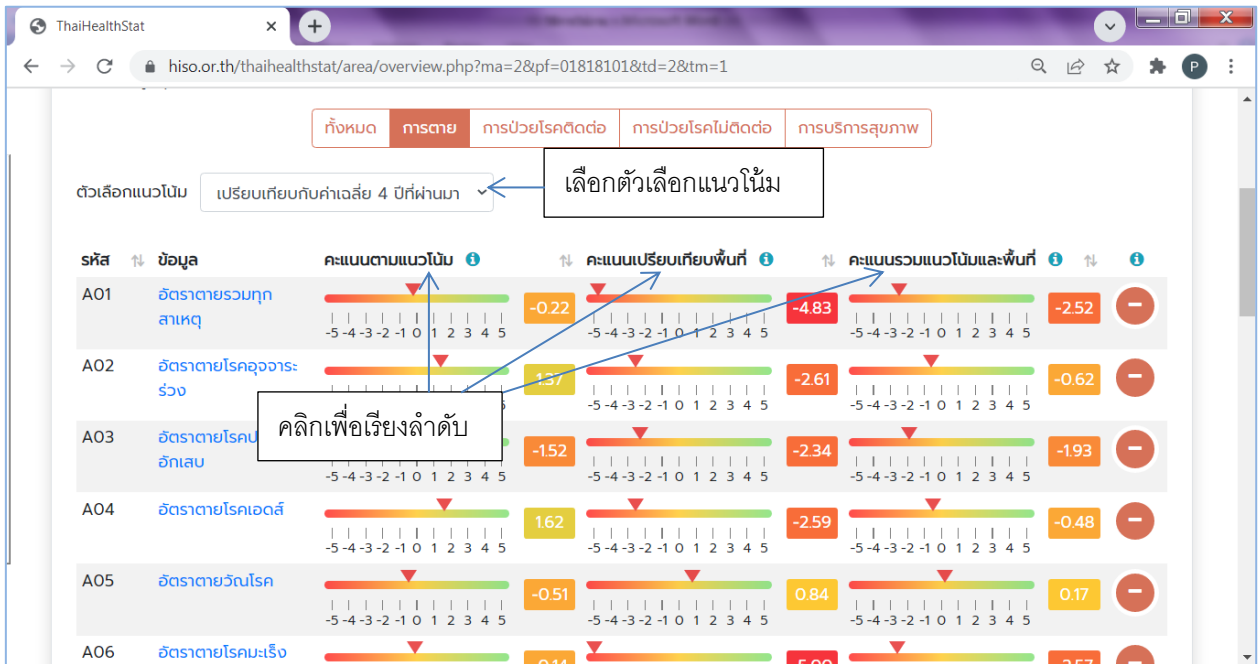 ThaiHealthStat
hiso.or.th/thaihealthstat/area/overview.php?ma=2&pf=01818101&td=2&tm=1
P
ทั้งหมด การตาย การป่วยโรคติดต่อ การป่วยโรคไม่ติดต่อ การบริการสุขภาพ
ตัวเลือกแนวโน้ม เปรียบเทียบกับค่าเฉลี่ย 4 ปีที่ผ่านมา เลือกตัวเลือกแนวโน้ม
รหัส ข้อมูล คะแนนตามแนวโน้ม คะแนนเปรียบเทียบพื้นที่ คะแนนรวมแนวโน้มและพื้นที่
A01 อัตราตายรวมทุก -0.22 -4.83 -2.52
สาเหตุ
-5 -4 -3 -2 -1 0 1 2 3 4 5 -5 -4 -3 -2 -1 0 1 2 3 4 5 -5 -4 -3 -2 -1 0 1 2 3 4 5
A02 อัตราตายโรคอุจจาระ 1.37 -2.61 -0.62
ร่วง
-5 -4 -3 -2 -1 0 1 2 3 4 5 -5 -4 -3 -2 -1 0 1 2 3 4 5
คลิกเพื่อเรียงลำดับ
A03 อัตราตายโรคป -1.52 -2.34 -1.93
อักเสบ
-5 -4 -3 -2 -1 0 1 2 3 4 5 -5 -4 -3 -2 -1 0 1 2 3 4 5 -5 -4 -3 -2 -1 0 1 2 3 4 5
A04 อัตราตายโรคเอดส์ 1.62 -2.59 -0.48
-5 -4 -3 -2 -1 0 1 2 3 4 5 -5 -4 -3 -2 -1 0 1 2 3 4 5 -5 -4 -3 -2 -1 0 1 2 3 4 5
A05 อัตราตายวัณโรค -0.51 0.84 0.17
-5 -4 -3 -2 -1 0 1 2 3 4 5 -5 -4 -3 -2 -1 0 1 2 3 4 5 -5 -4 -3 -2 -1 0 1 2 3 4 5
A06 อัตราตายโรคมะเร็ง